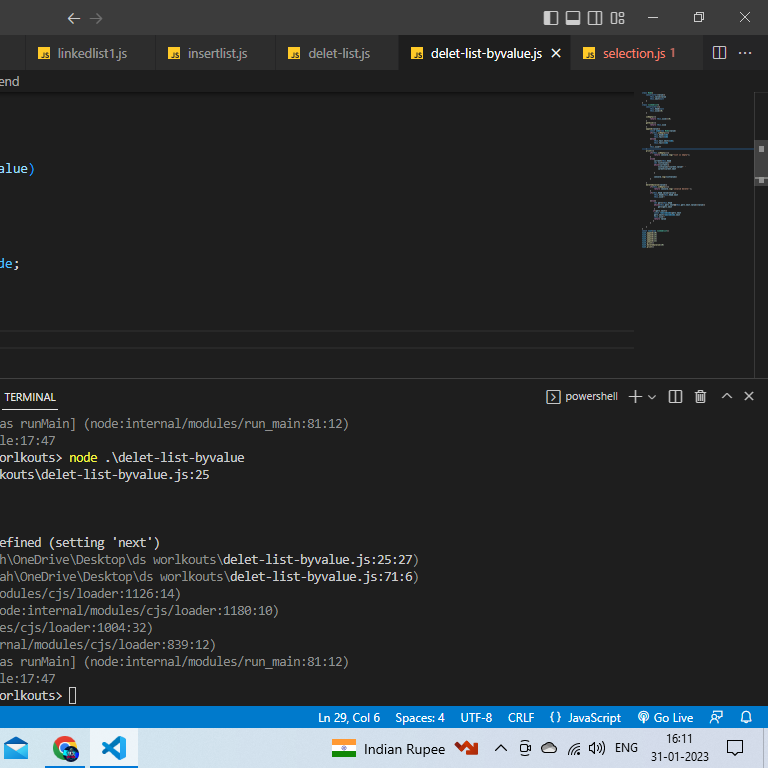 JS linkedlist1.js
JS insertlist.js
JS delet-list.js
JS delet-list-byvalue.js
JS selection.js 1
end
alue)
de;
TERMINAL
powershell
as runMain] (node:internal/modules/run_main:81:12)
le:17:47
orlkouts> node .\delet-list-byvalue
kouts\delet-list-byvalue.js:25
efined (setting 'next')
h\OneDrive\Desktop\ds worlkouts\delet-list-byvalue.js:25:27)
ah\OneDrive\Desktop\ds worlkouts\delet-list-byvalue.js:71:6)
odules/cjs/loader:1126:14)
ode:internal/modules/cjs/loader:1180:10)
es/cjs/loader:1004:32)
rnal/modules/cjs/loader:839:12)
as runMain] (node:internal/modules/run_main:81:12)
le:17:47
orlkouts>
Ln 29, Col 6 Spaces: 4 UTF-8 CRLF {} JavaScript Go Live
Indian Rupee
ENG
16:11
31-01-2023